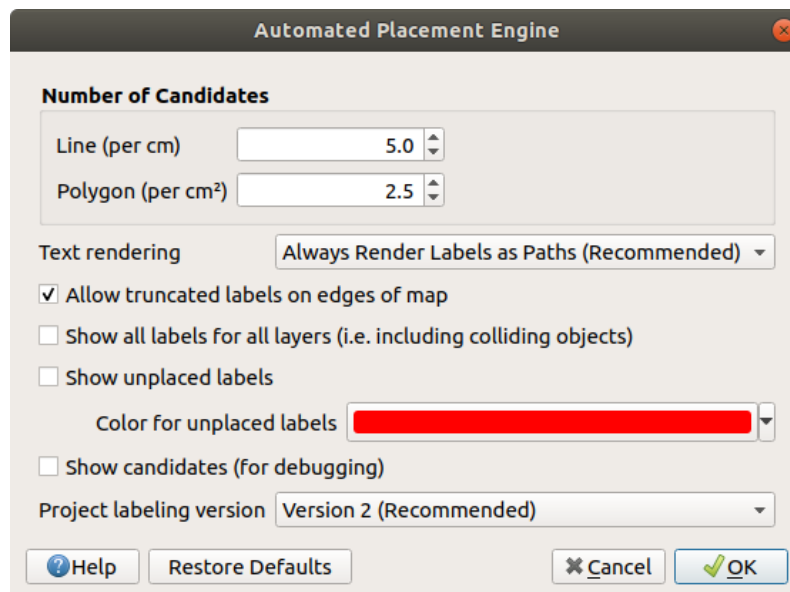 Automated Placement Engine
Number of Candidates
Line (per cm) 5.0
Polygon (per cm²) 2.5
Text rendering Always Render Labels as Paths (Recommended)
Allow truncated labels on edges of map
Show all labels for all layers (i.e. including colliding objects)
Show unplaced labels
Color for unplaced labels
Show candidates (for debugging)
Project labeling version Version 2 (Recommended)
Help Restore Defaults Cancel OK